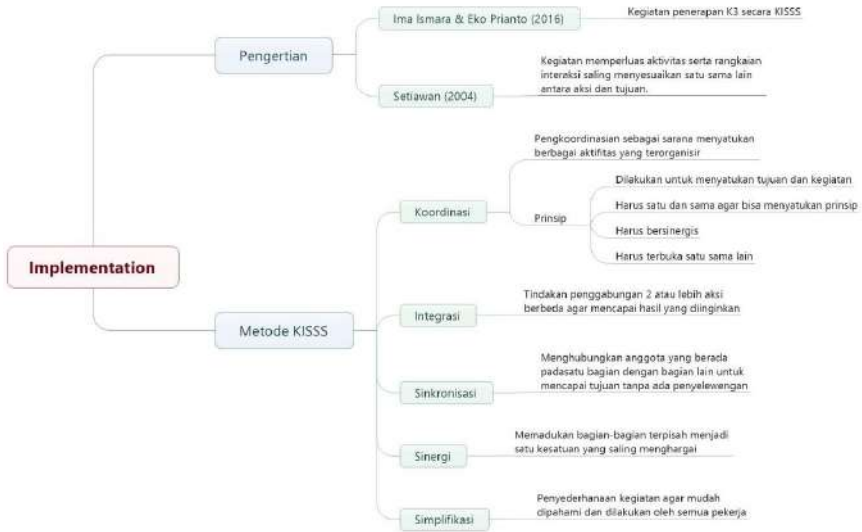 Implementation
Pengertian
Ima Ismara & Eko Prianto (2016)
Kegiatan penerapan K3 secara KISSS
Setiawan (2004)
Kegiatan memperluas aktivitas serta rangkaian
interaksi saling menyesuaikan satu sama lain
antara aksi dan tujuan.
Metode KISSS
Koordinasi
Pengkoordinasian sebagai sarana menyatukan
berbagai aktifitas yang terorganisir
Prinsip
Dilakukan untuk menyatukan tujuan dan kegiatan
Harus satu dan sama agar bisa menyatukan prinsip
Harus bersinergis
Harus terbuka satu sama lain
Integrasi
Tindakan penggabungan 2 atau lebih aksi
berbeda agar mencapai hasil yang diinginkan
Sinkronisasi
Menghubungkan anggota yang berada
padasatu bagian dengan bagian lain untuk
mencapai tujuan tanpa ada penyelewengan
Sinergi
Memadukan bagian-bagian terpisah menjadi
satu kesatuan yang saling menghargai
Simplifikasi
Penyederhanaan kegiatan agar mudah
dipahami dan dilakukan oleh semua pekerja